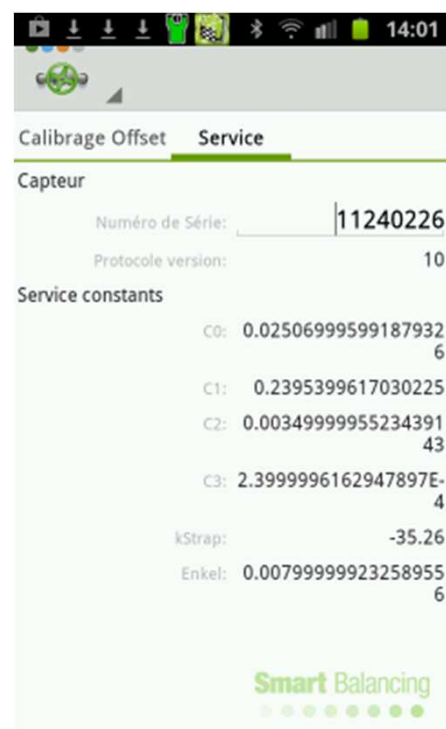 14:01
Calibrage Offset Service
Capteur
Numéro de Série: 11240226
Protocole version: 10
Service constants
C0: 0.02506999599187932
6
C1: 0.2395399617030225
C2: 0.00349999955234391
43
C3: 2.3999996162947897E-
4
kStrap: -35.26
Enkel: 0.00799999923258955
6
Smart Balancing